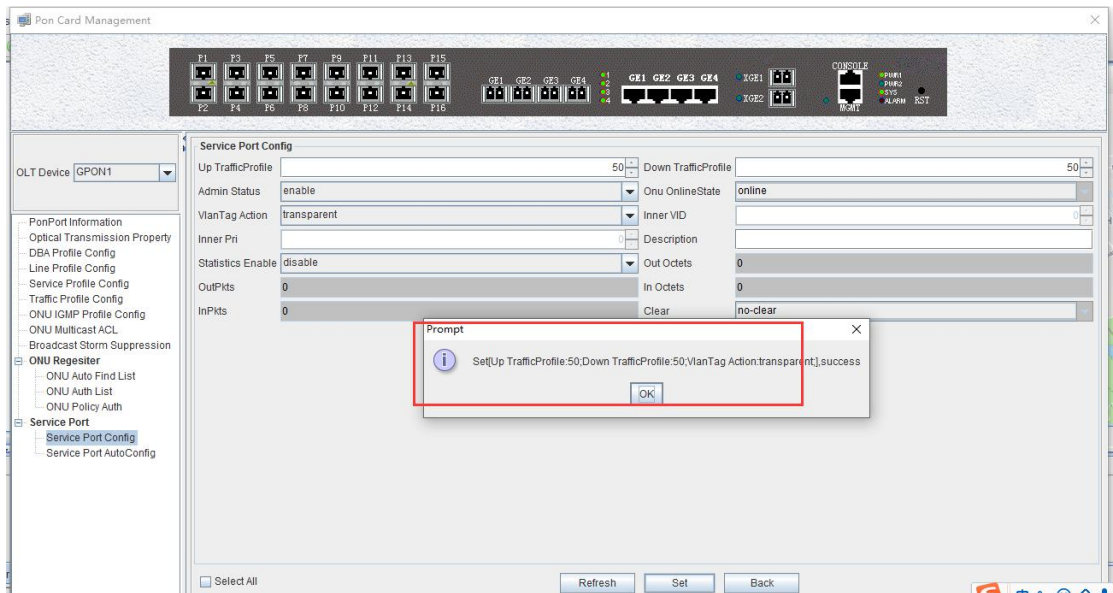 Pon Card Management
P1 P3 P5 P7 P9 P11 P13 P15
P2 P4 P6 P8 P10 P12 P14 P16
GE1 GE2 GE3 GE4
1
2
3
4
GE1 GE2 GE3 GE4
XGE1
XGE2
CONSOLE
MGMT
PWR1
PWR2
SYS
ALARM
RST
OLT Device GPON1
PonPort Information
Optical Transmission Property
DBA Profile Config
Line Profile Config
Service Profile Config
Traffic Profile Config
ONU IGMP Profile Config
ONU Multicast ACL
Broadcast Storm Suppression
ONU Regesiter
ONU Auto Find List
ONU Auth List
ONU Policy Auth
Service Port
Service Port Config
Service Port AutoConfig
Service Port Config
Up TrafficProfile 50 Down TrafficProfile 50
Admin Status enable Onu OnlineState online
VlanTag Action transparent Inner VID 0
Inner Pri 0 Description
Statistics Enable disable Out Octets 0
OutPkts 0 In Octets 0
InPkts 0 Clear no-clear
Prompt
Set[Up TrafficProfile:50;Down TrafficProfile:50;VlanTag Action:transparent;],success
OK
Select All
Refresh Set Back